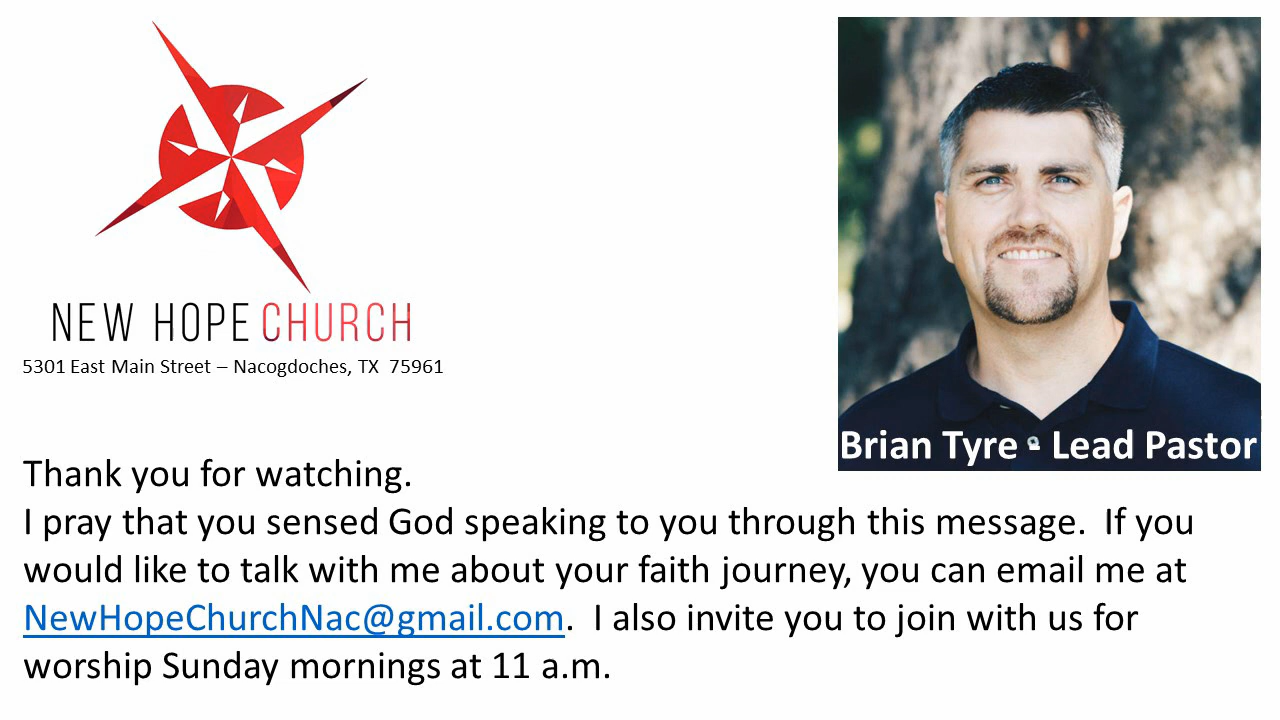 NEW HOPE CHURCH
5301 East Main Street – Nacogdoches, TX  75961
Brian Tyre - Lead Pastor
Thank you for watching.
I pray that you sensed God speaking to you through this message.  If you
would like to talk with me about your faith journey, you can email me at
NewHopeChurchNac@gmail.com.  I also invite you to join with us for
worship Sunday mornings at 11 a.m.